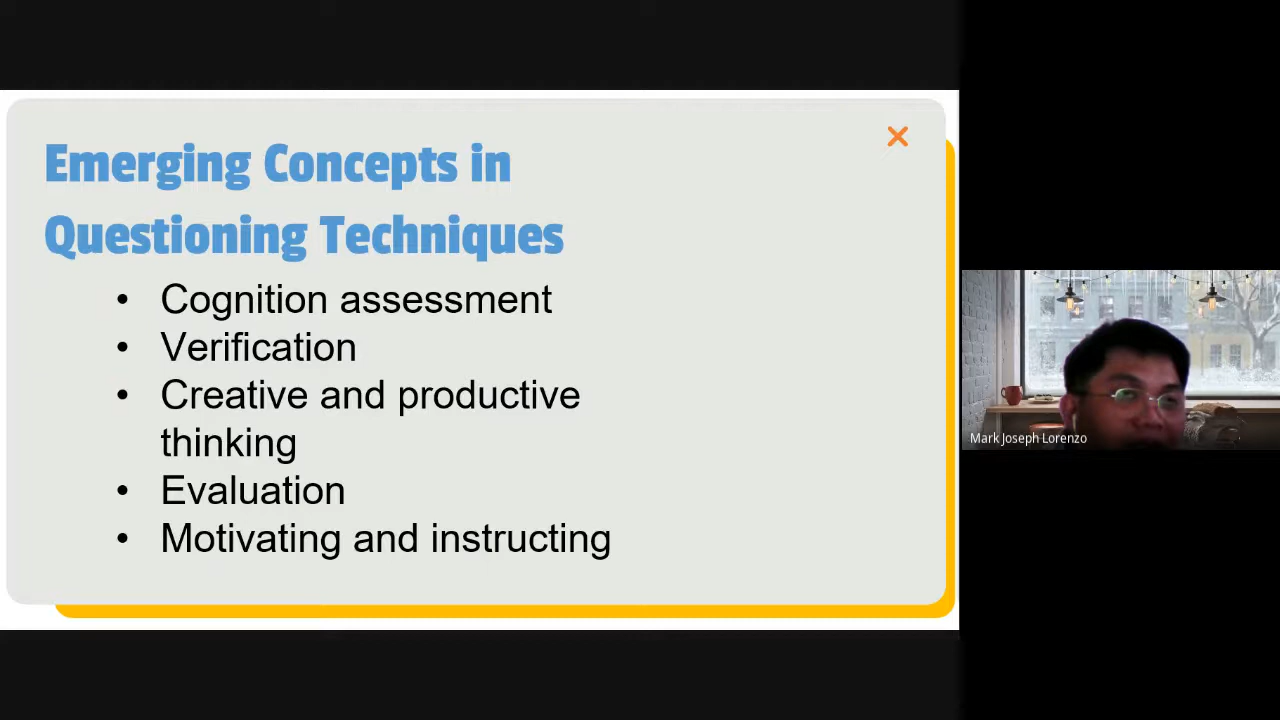 Emerging Concepts in
Questioning Techniques
• Cognition assessment
• Verification
• Creative and productive
thinking
• Evaluation
• Motivating and instructing
Mark Joseph Lorenzo